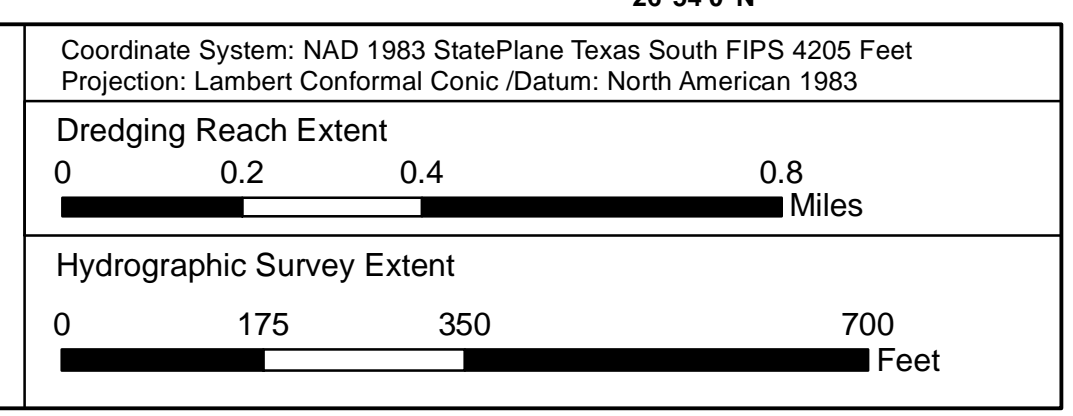 Coordinate System: NAD 1983 StatePlane Texas South FIPS 4205 Feet
Projection: Lambert Conformal Conic /Datum: North American 1983
Dredging Reach Extent
0 0.2 0.4 0.8
Miles
Hydrographic Survey Extent
0 175 350 700
Feet